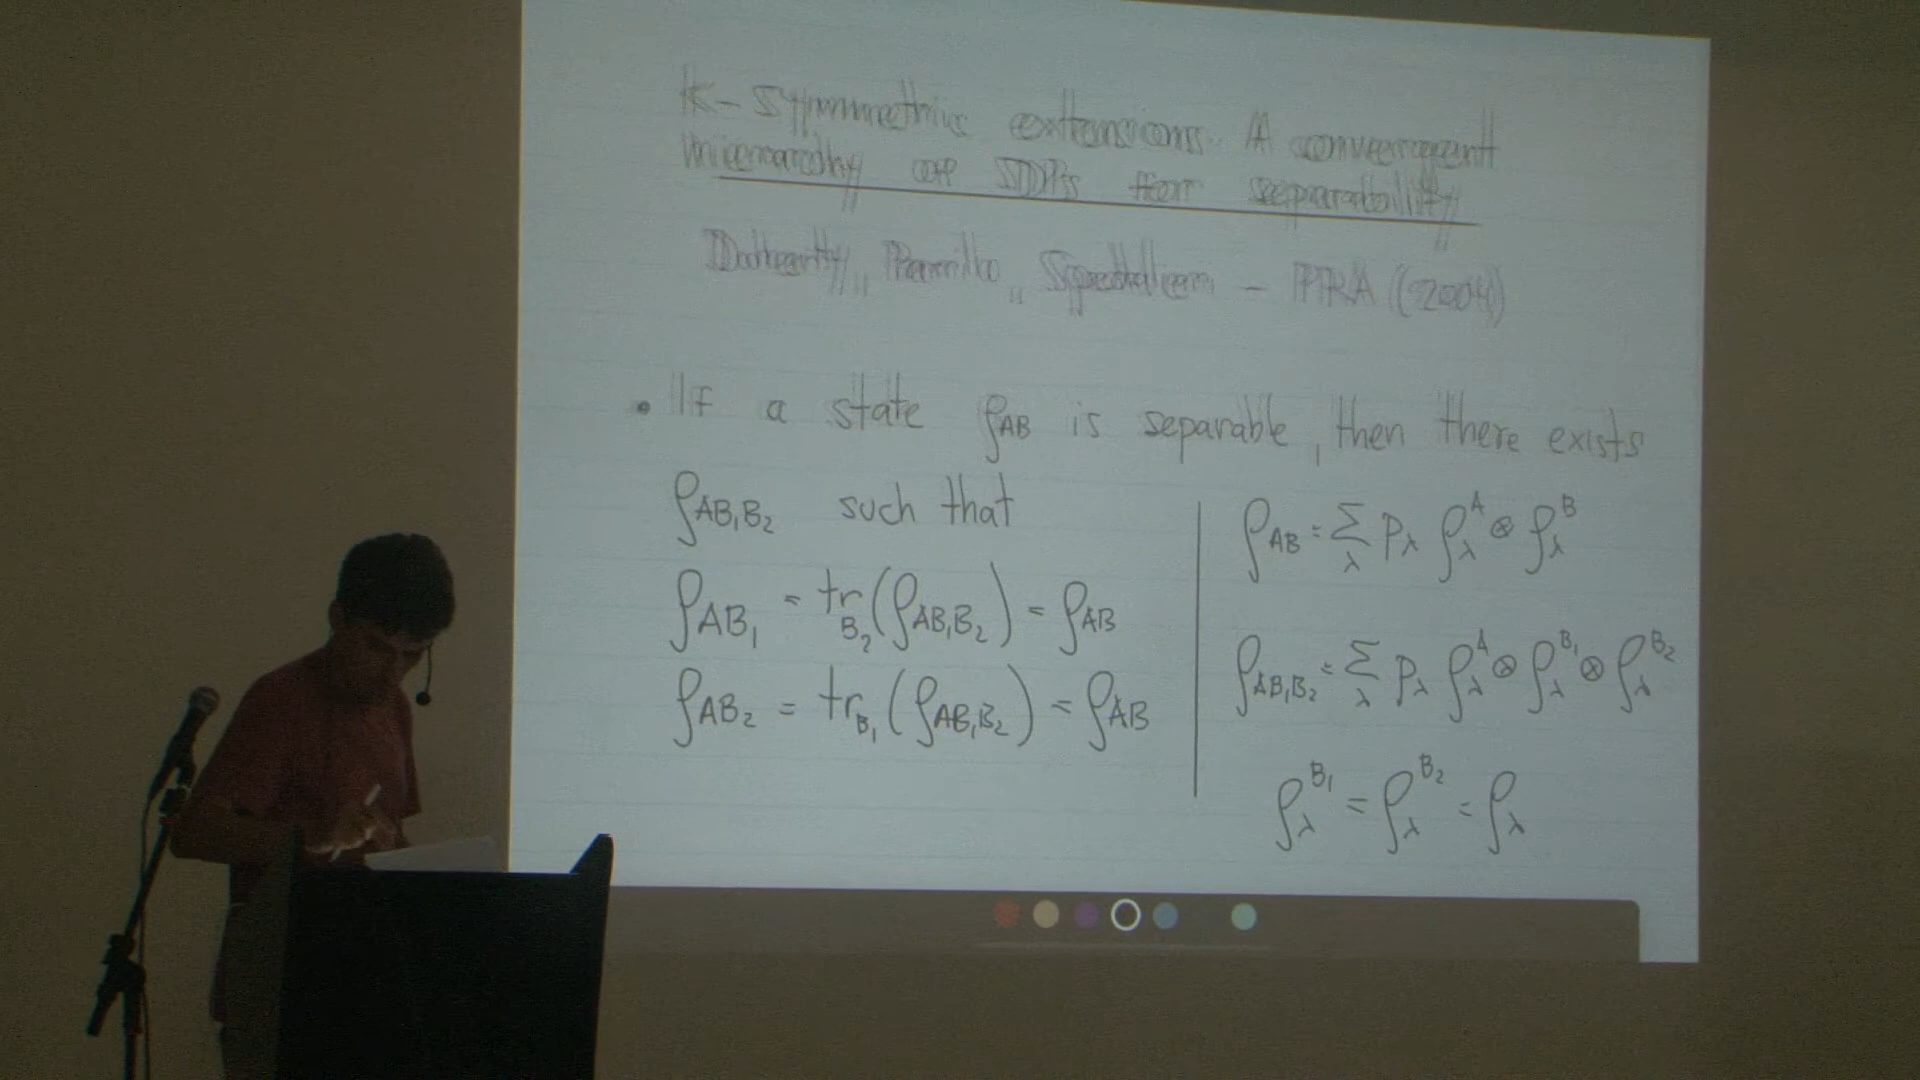 K-Symmetric extensions. A convergent
hierarchy of SDPs for separability
Doherty, Parrilo, Spedalieri - PRA (2004)
• If a state ρ_AB is separable, then there exists
ρ_AB₁B₂ such that
ρ_AB₁ = tr_B₂(ρ_AB₁B₂) = ρ_AB
ρ_AB₂ = tr_B₁(ρ_AB₁B₂) = ρ_AB
ρ_AB = Σ_λ p_λ ρ_λ^A ⊗ ρ_λ^B
ρ_AB₁B₂ = Σ_λ p_λ ρ_λ^A ⊗ ρ_λ^B₁ ⊗ ρ_λ^B₂
ρ_λ^B₁ = ρ_λ^B₂ = ρ_λ